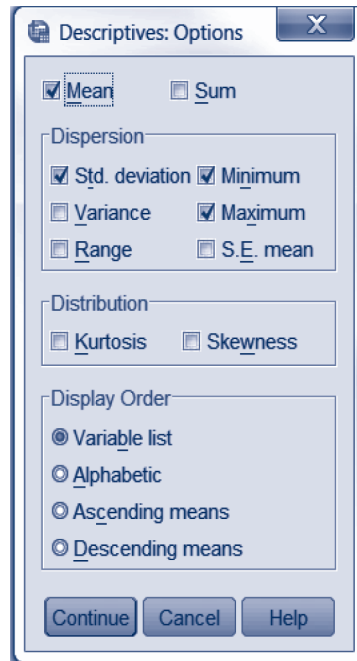 Descriptives: Options
X
Mean Sum
Dispersion
Std. deviation Minimum
Variance Maximum
Range S.E. mean
Distribution
Kurtosis Skewness
Display Order
Variable list
Alphabetic
Ascending means
Descending means
Continue Cancel Help